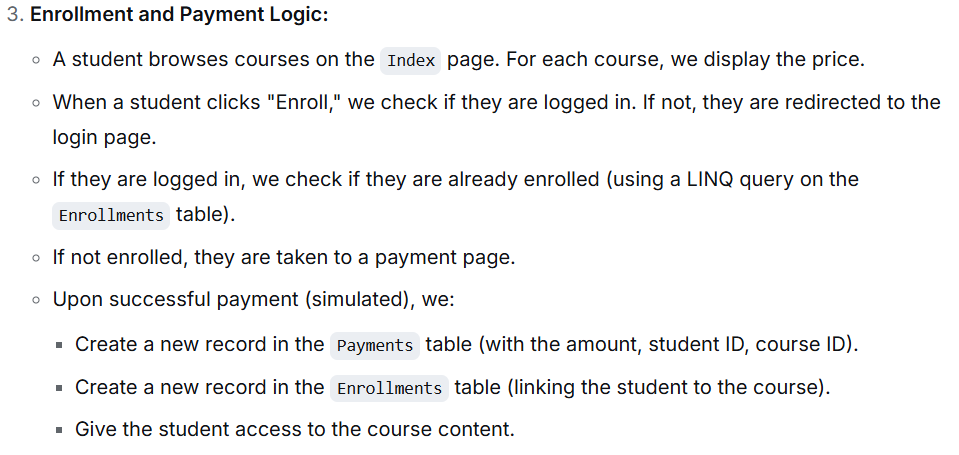 3. Enrollment and Payment Logic:
A student browses courses on the Index page. For each course, we display the price.
When a student clicks "Enroll," we check if they are logged in. If not, they are redirected to the
login page.
If they are logged in, we check if they are already enrolled (using a LINQ query on the
Enrollments table).
If not enrolled, they are taken to a payment page.
Upon successful payment (simulated), we:
Create a new record in the Payments table (with the amount, student ID, course ID).
Create a new record in the Enrollments table (linking the student to the course).
Give the student access to the course content.